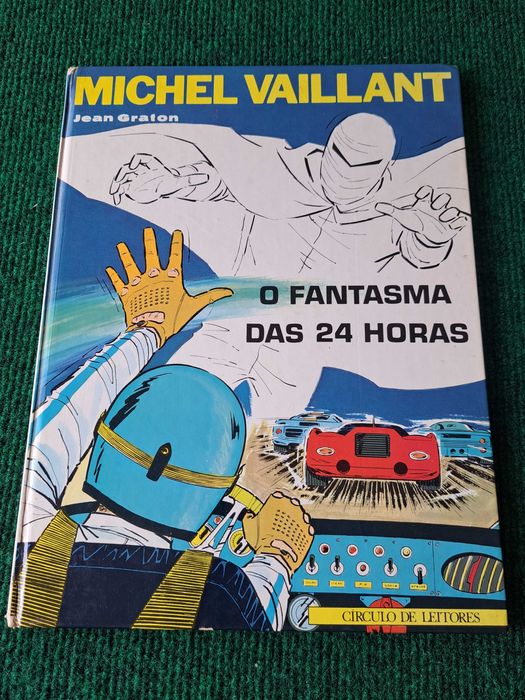 MICHEL VAILLANT
Jean Graton
O FANTASMA
DAS 24 HORAS
CÍRCULO DE LEITORES